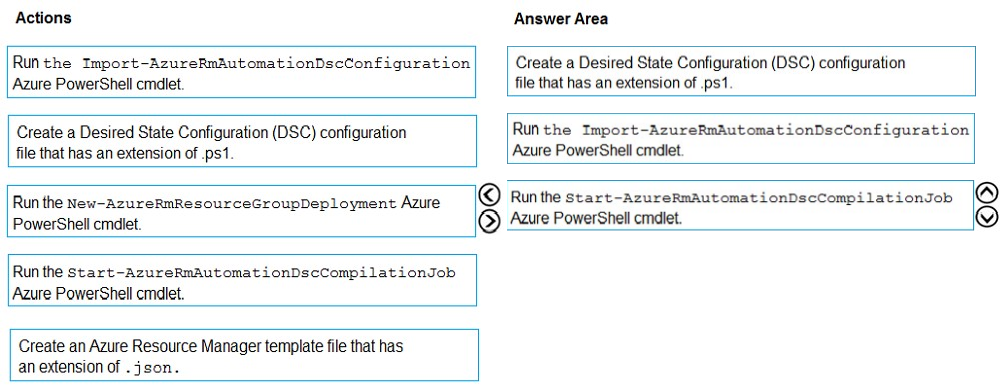 Actions
Run the Import-AzureRmAutomationDscConfiguration
Azure PowerShell cmdlet.
Create a Desired State Configuration (DSC) configuration
file that has an extension of .ps1.
Run the New-AzureRmResourceGroupDeployment Azure
PowerShell cmdlet.
Run the Start-AzureRmAutomationDscCompilationJob
Azure PowerShell cmdlet.
Create an Azure Resource Manager template file that has
an extension of .json.
Answer Area
Create a Desired State Configuration (DSC) configuration
file that has an extension of .ps1.
Run the Import-AzureRmAutomationDscConfiguration
Azure PowerShell cmdlet.
Run the Start-AzureRmAutomationDscCompilationJob
Azure PowerShell cmdlet.